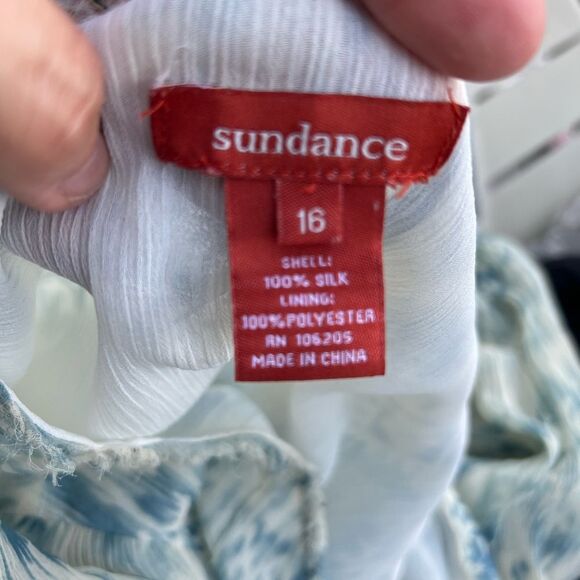 sundance
16
SHELL:
100% SILK
LINING:
100%POLYESTER
RN 106205
MADE IN CHINA